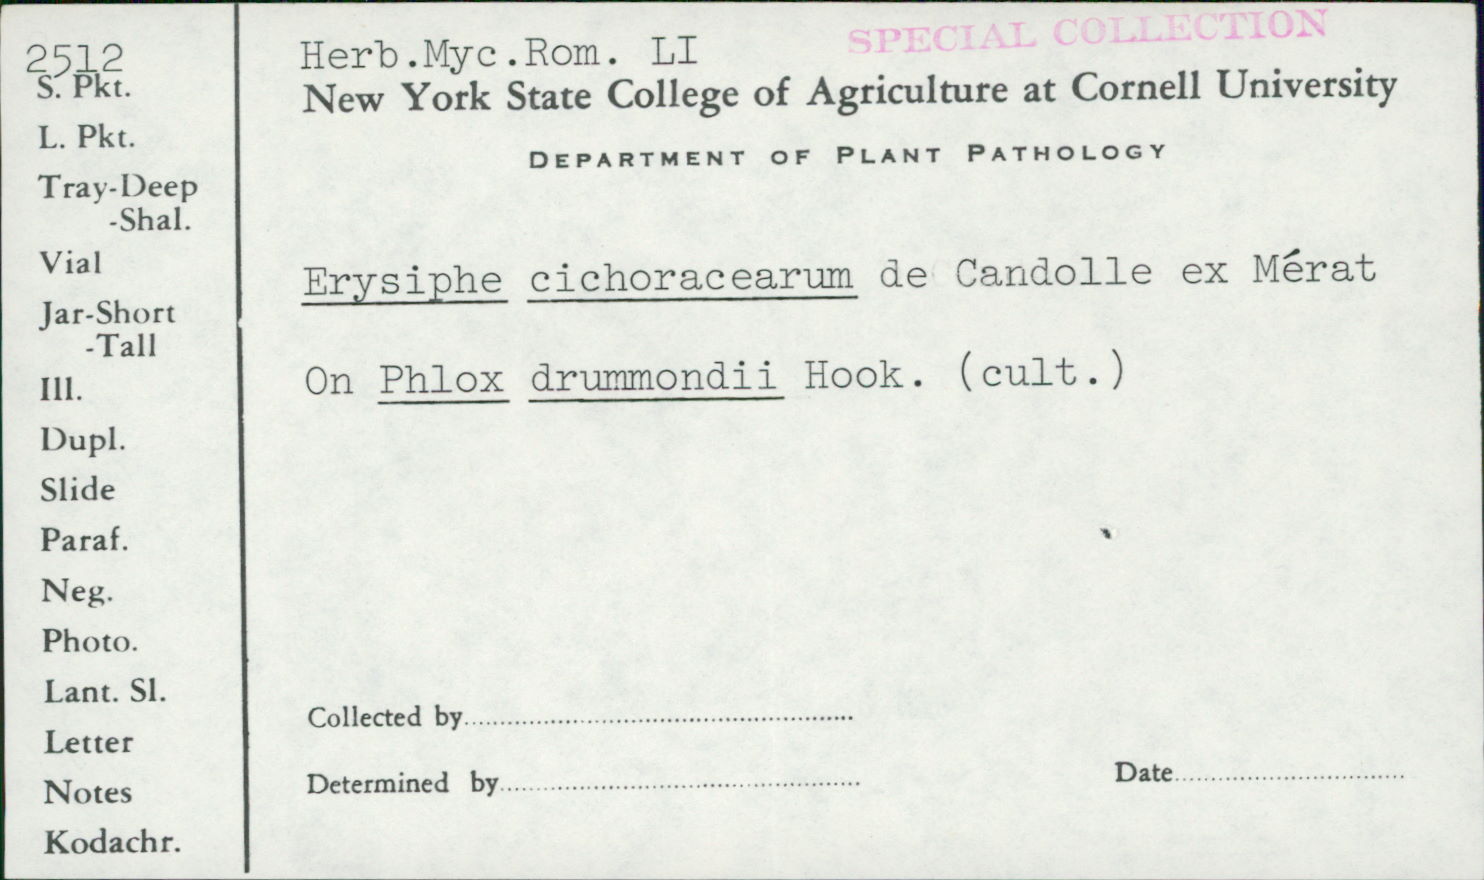 2512
S. Pkt.
L. Pkt.
Tray-Deep
-Shal.
Vial
Jar-Short
-Tall
Ill.
Dupl.
Slide
Paraf.
Neg.
Photo.
Lant. Sl.
Letter
Notes
Kodachr.
SPECIAL COLLECTION
Herb.Myc.Rom. LI
New York State College of Agriculture at Cornell University
DEPARTMENT OF PLANT PATHOLOGY
Erysiphe cichoracearum de Candolle ex Mérat
On Phlox drummondii Hook. (cult.)
Collected by
Determined by
Date